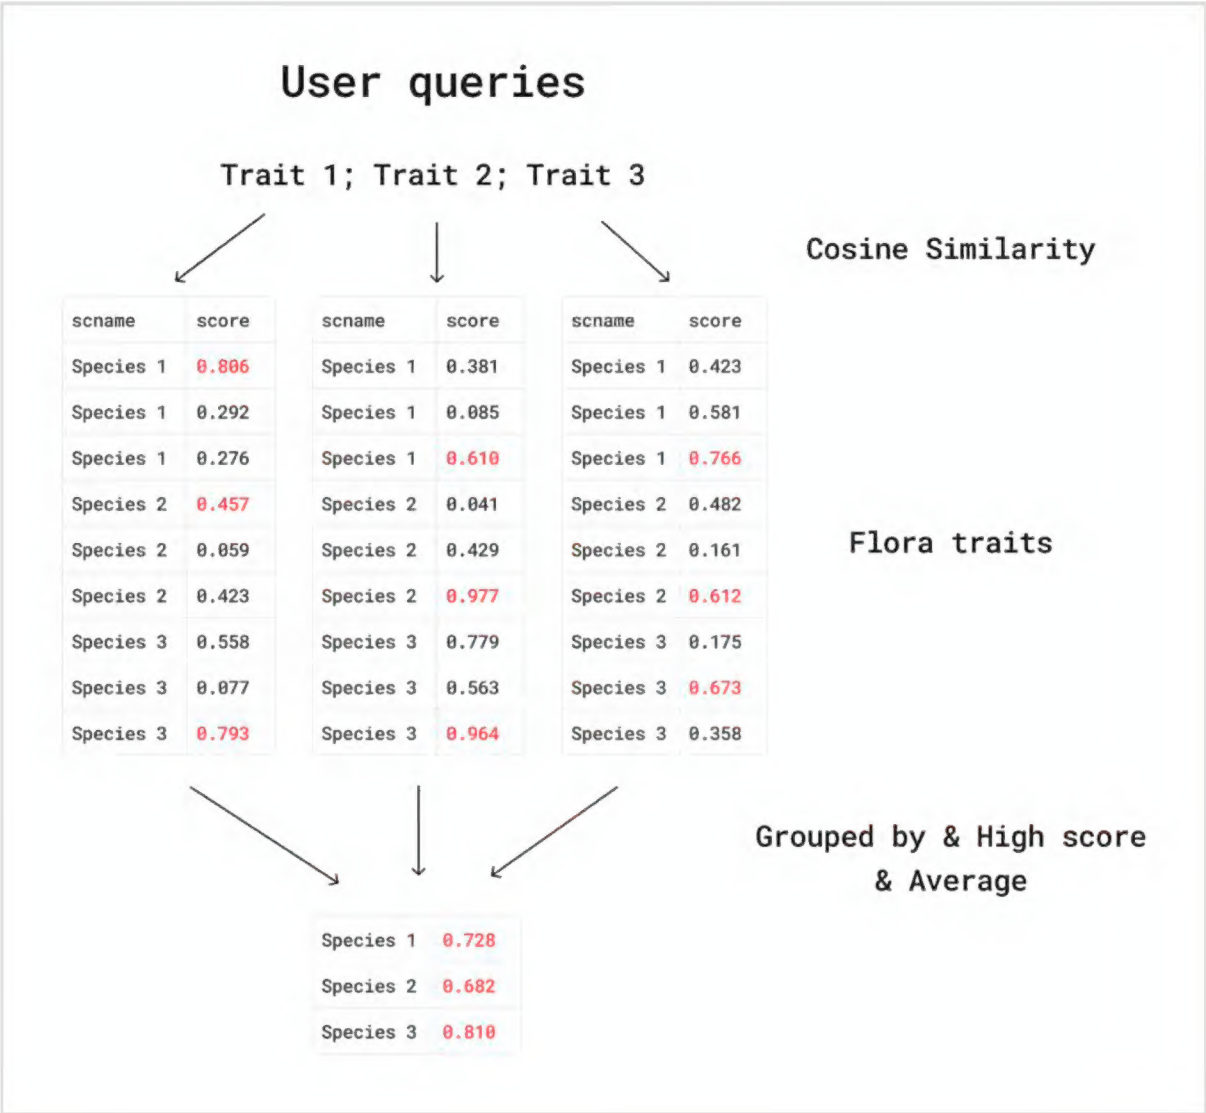 User queries
Trait 1; Trait 2; Trait 3
Cosine Similarity
scname score scname score scname score
Species 1 0.806 Species 1 0.381 Species 1 0.423
Species 1 0.292 Species 1 0.085 Species 1 0.581
Species 1 0.276 Species 1 0.610 Species 1 0.766
Species 2 0.457 Species 2 0.041 Species 2 0.482
Species 2 0.059 Species 2 0.429 Species 2 0.161
Species 2 0.423 Species 2 0.977 Species 2 0.612
Species 3 0.558 Species 3 0.779 Species 3 0.175
Species 3 0.077 Species 3 0.563 Species 3 0.673
Species 3 0.793 Species 3 0.964 Species 3 0.358
Flora traits
Grouped by & High score
& Average
Species 1 0.728
Species 2 0.682
Species 3 0.810